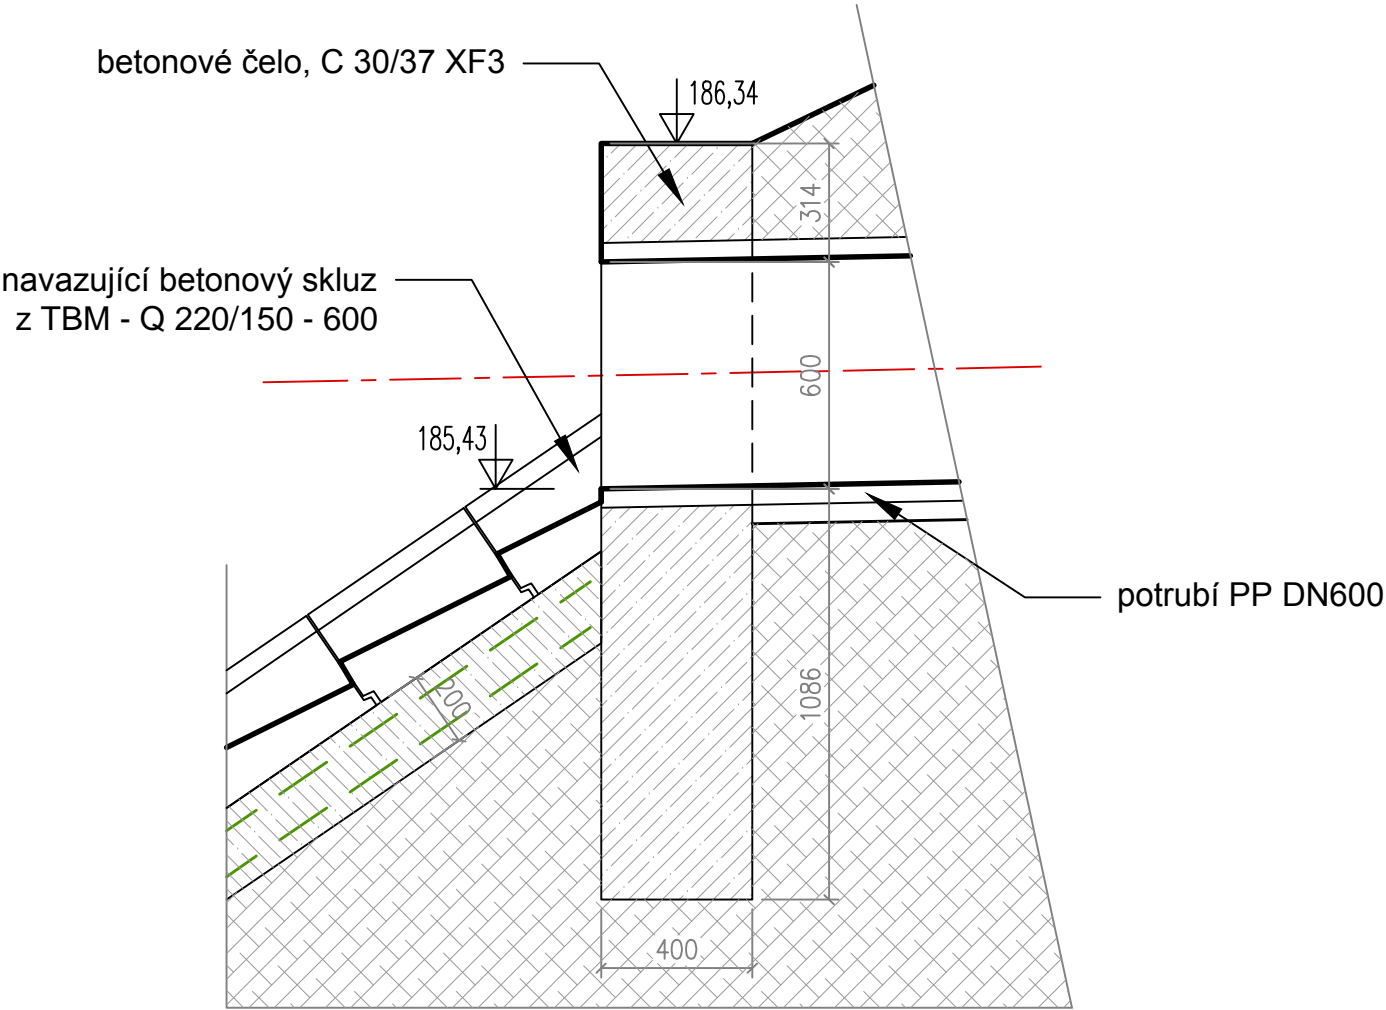 betonové čelo, C 30/37 XF3
186,34
314
navazující betonový skluz
z TBM - Q 220/150 - 600
600
185,43
potrubí PP DN600
200
1086
400